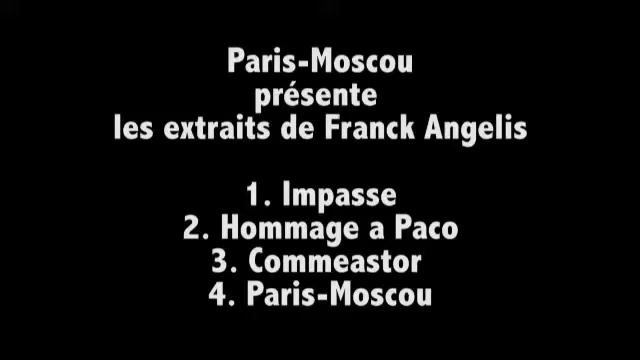 Paris-Moscou
présente
les extraits de Franck Angelis
1. Impasse
2. Hommage a Paco
3. Commeastor
4. Paris-Moscou